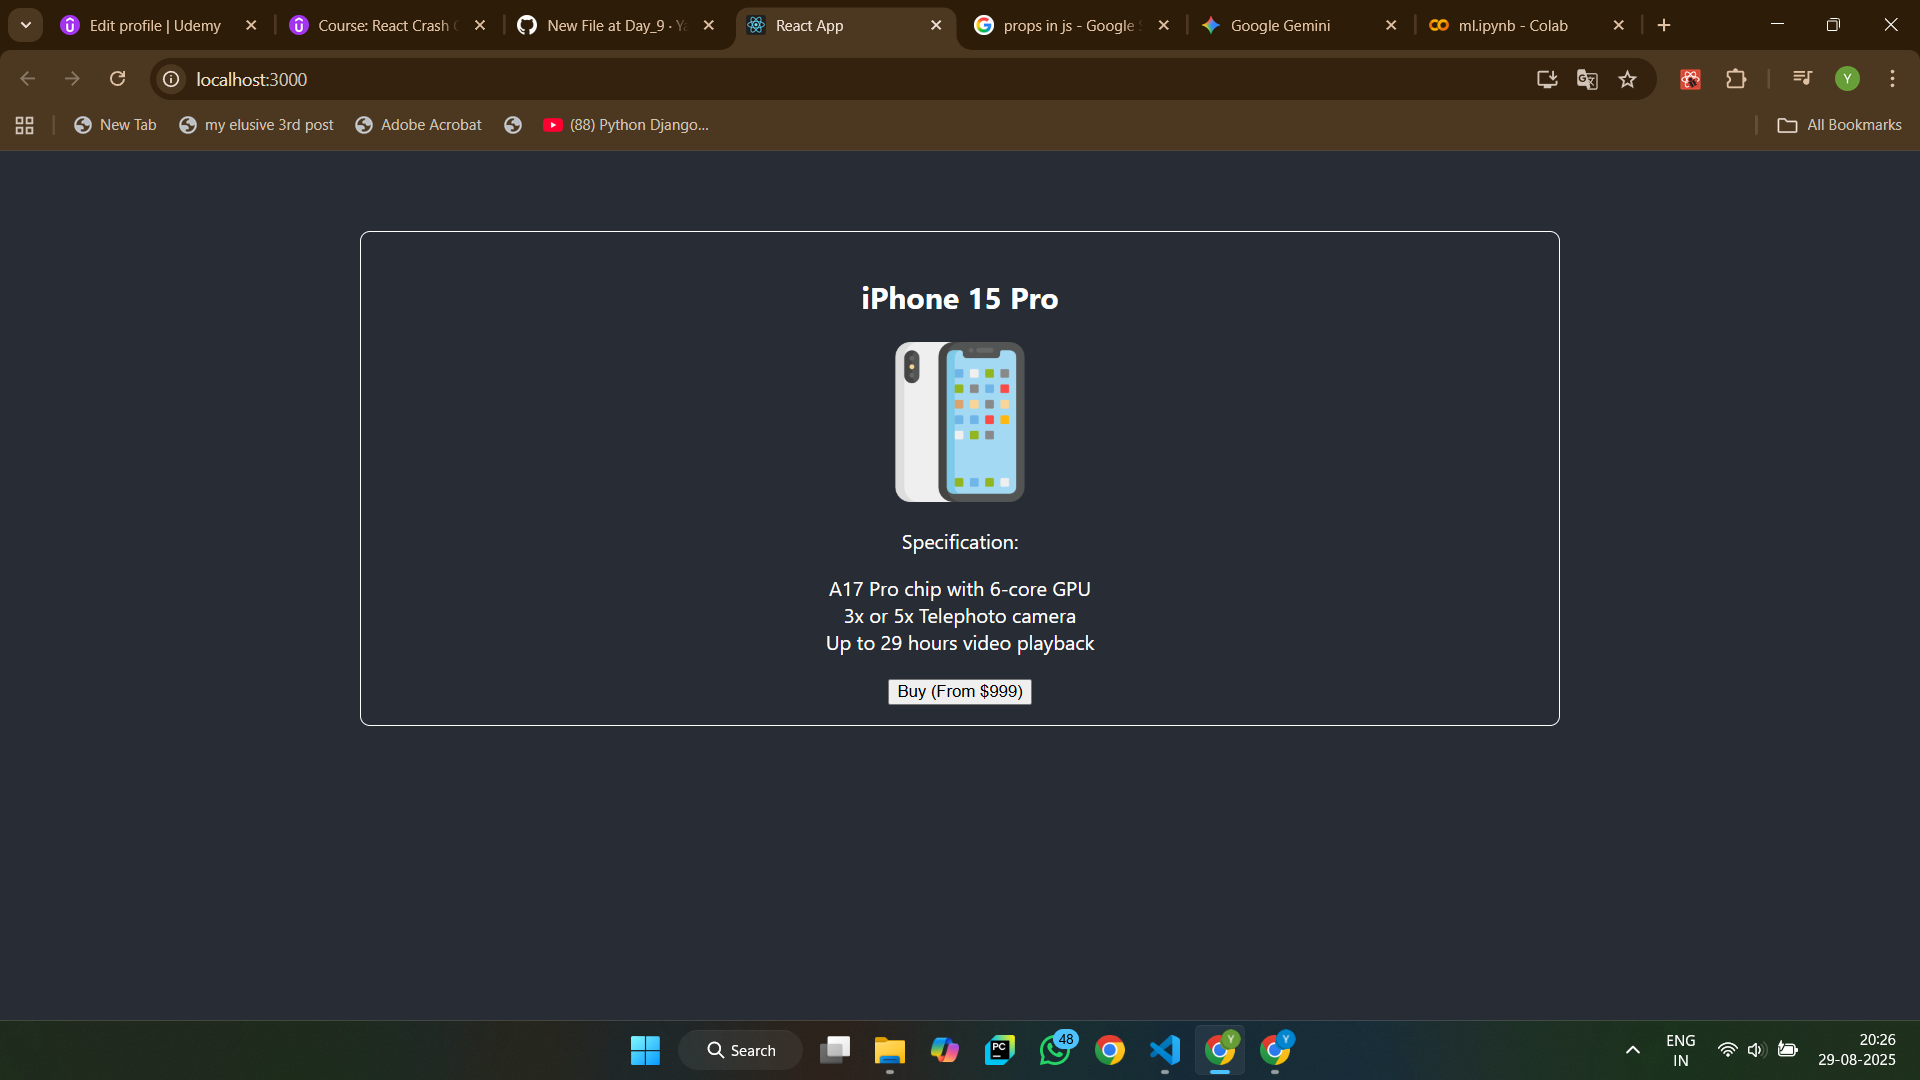 Edit profile | Udemy
Course: React Crash
New File at Day_9 · Ya
React App
props in js - Google
Google Gemini
ml.ipynb - Colab
localhost:3000
Y
New Tab
my elusive 3rd post
Adobe Acrobat
(88) Python Django...
All Bookmarks
iPhone 15 Pro
Specification:
A17 Pro chip with 6-core GPU
3x or 5x Telephoto camera
Up to 29 hours video playback
Buy (From $999)
Search
PC
48
Y
Y
ENG
IN
20:26
29-08-2025